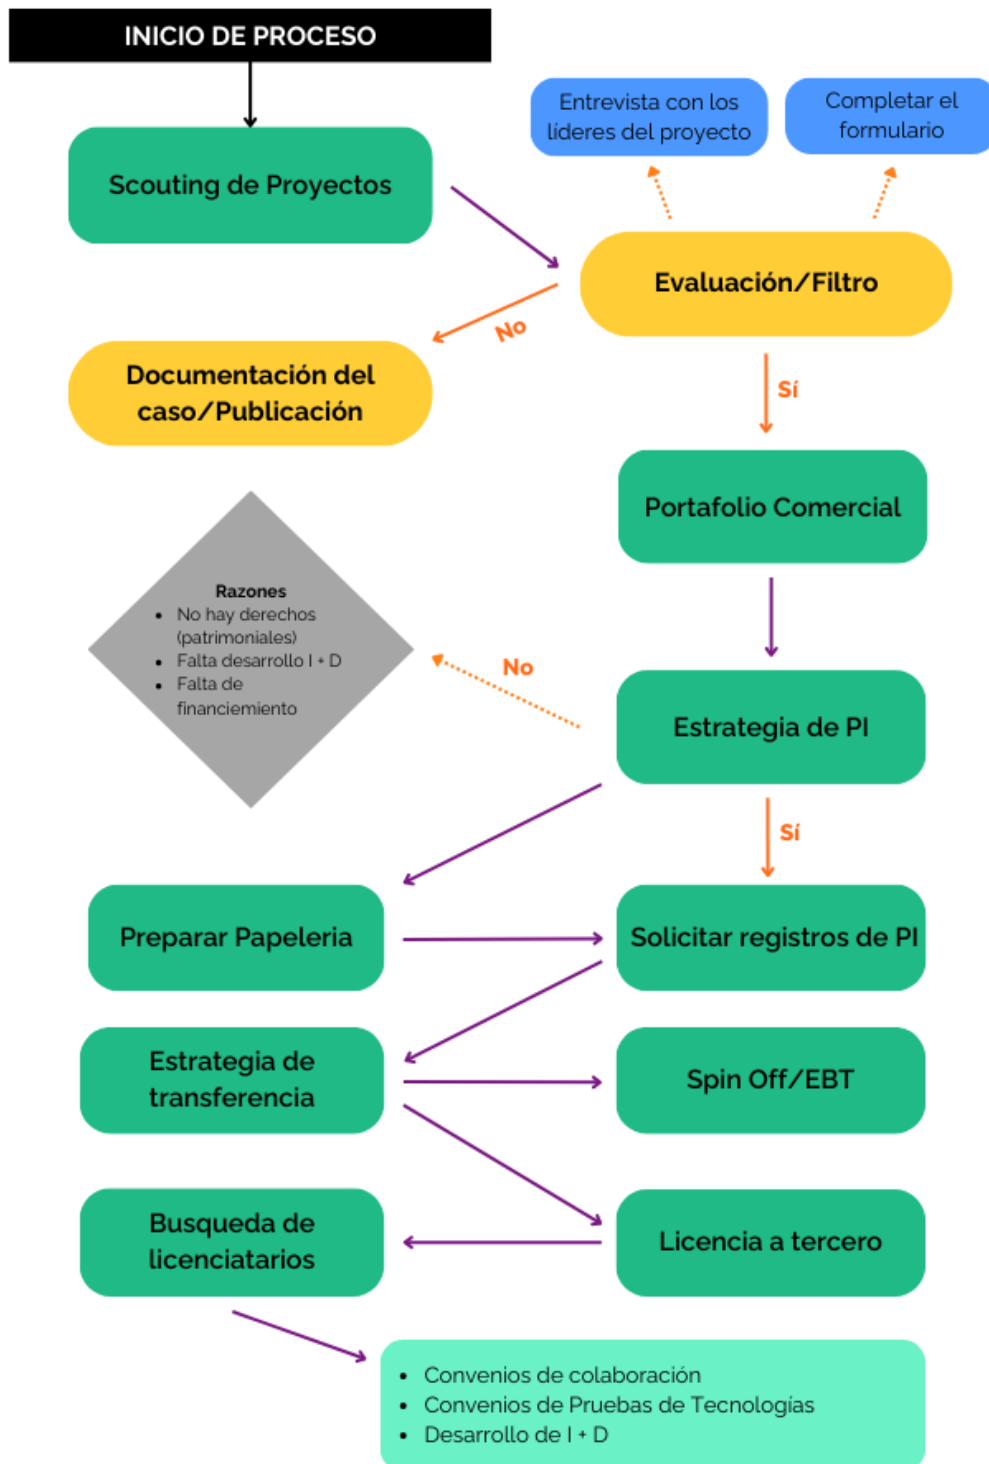 INICIO DE PROCESO
Entrevista con los
líderes del proyecto
Completar el
formulario
Scouting de Proyectos
Evaluación/Filtro
No
Documentación del
caso/Publicación
Sí
Portafolio Comercial
Razones
• No hay derechos
(patrimoniales)
• Falta desarrollo I + D
• Falta de
financiemiento
No
Estrategia de PI
Sí
Preparar Papeleria
Solicitar registros de PI
Estrategia de
transferencia
Spin Off/EBT
Busqueda de
licenciatarios
Licencia a tercero
• Convenios de colaboración
• Convenios de Pruebas de Tecnologías
• Desarrollo de I + D